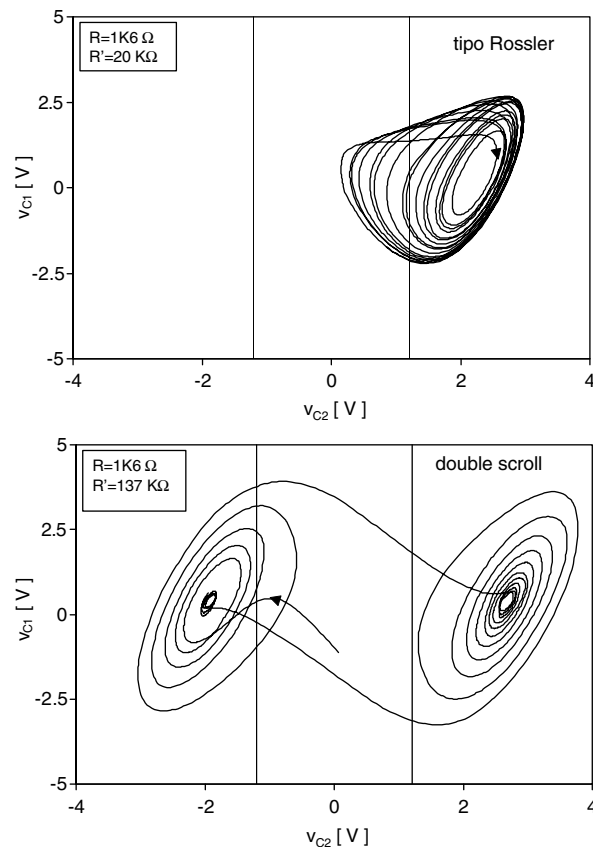 5
R=1K6 Ω
R'=20 KΩ
tipo Rossler
2.5
0
-2.5
-5
vC1 [ V ]
-4
-2
0
2
4
vC2 [ V ]
5
R=1K6 Ω
R'=137 KΩ
double scroll
2.5
0
-2.5
-5
vC1 [ V ]
-4
-2
0
2
4
vC2 [ V ]